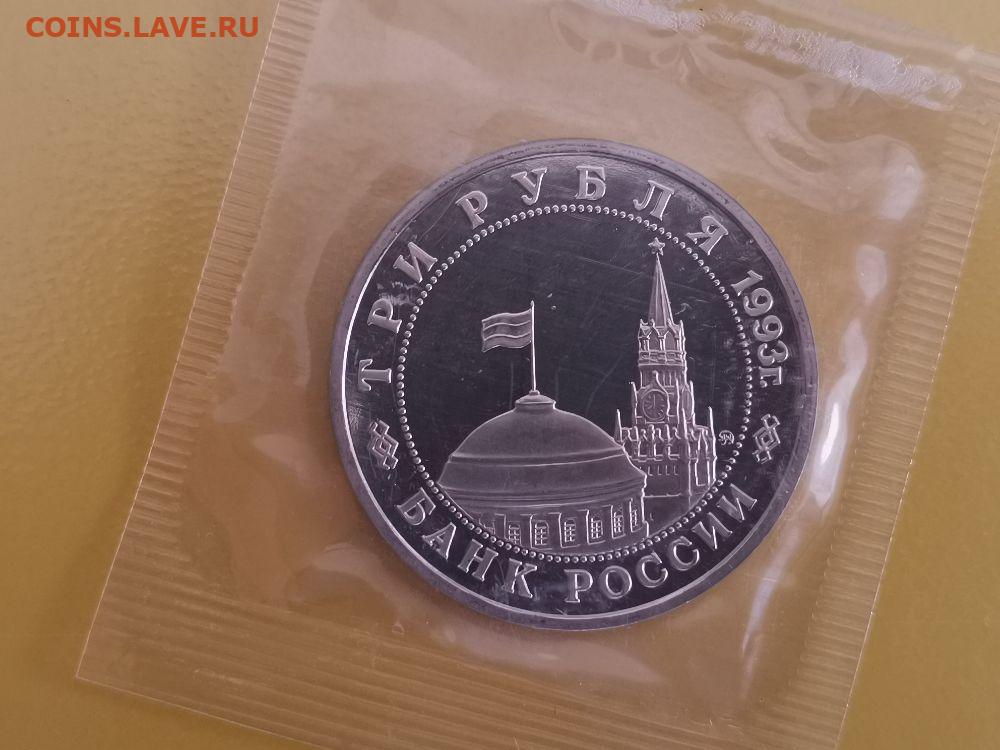 COINS.LAVE.RU
ТРИ РУБЛЯ 1993г.
БАНК РОССИИ